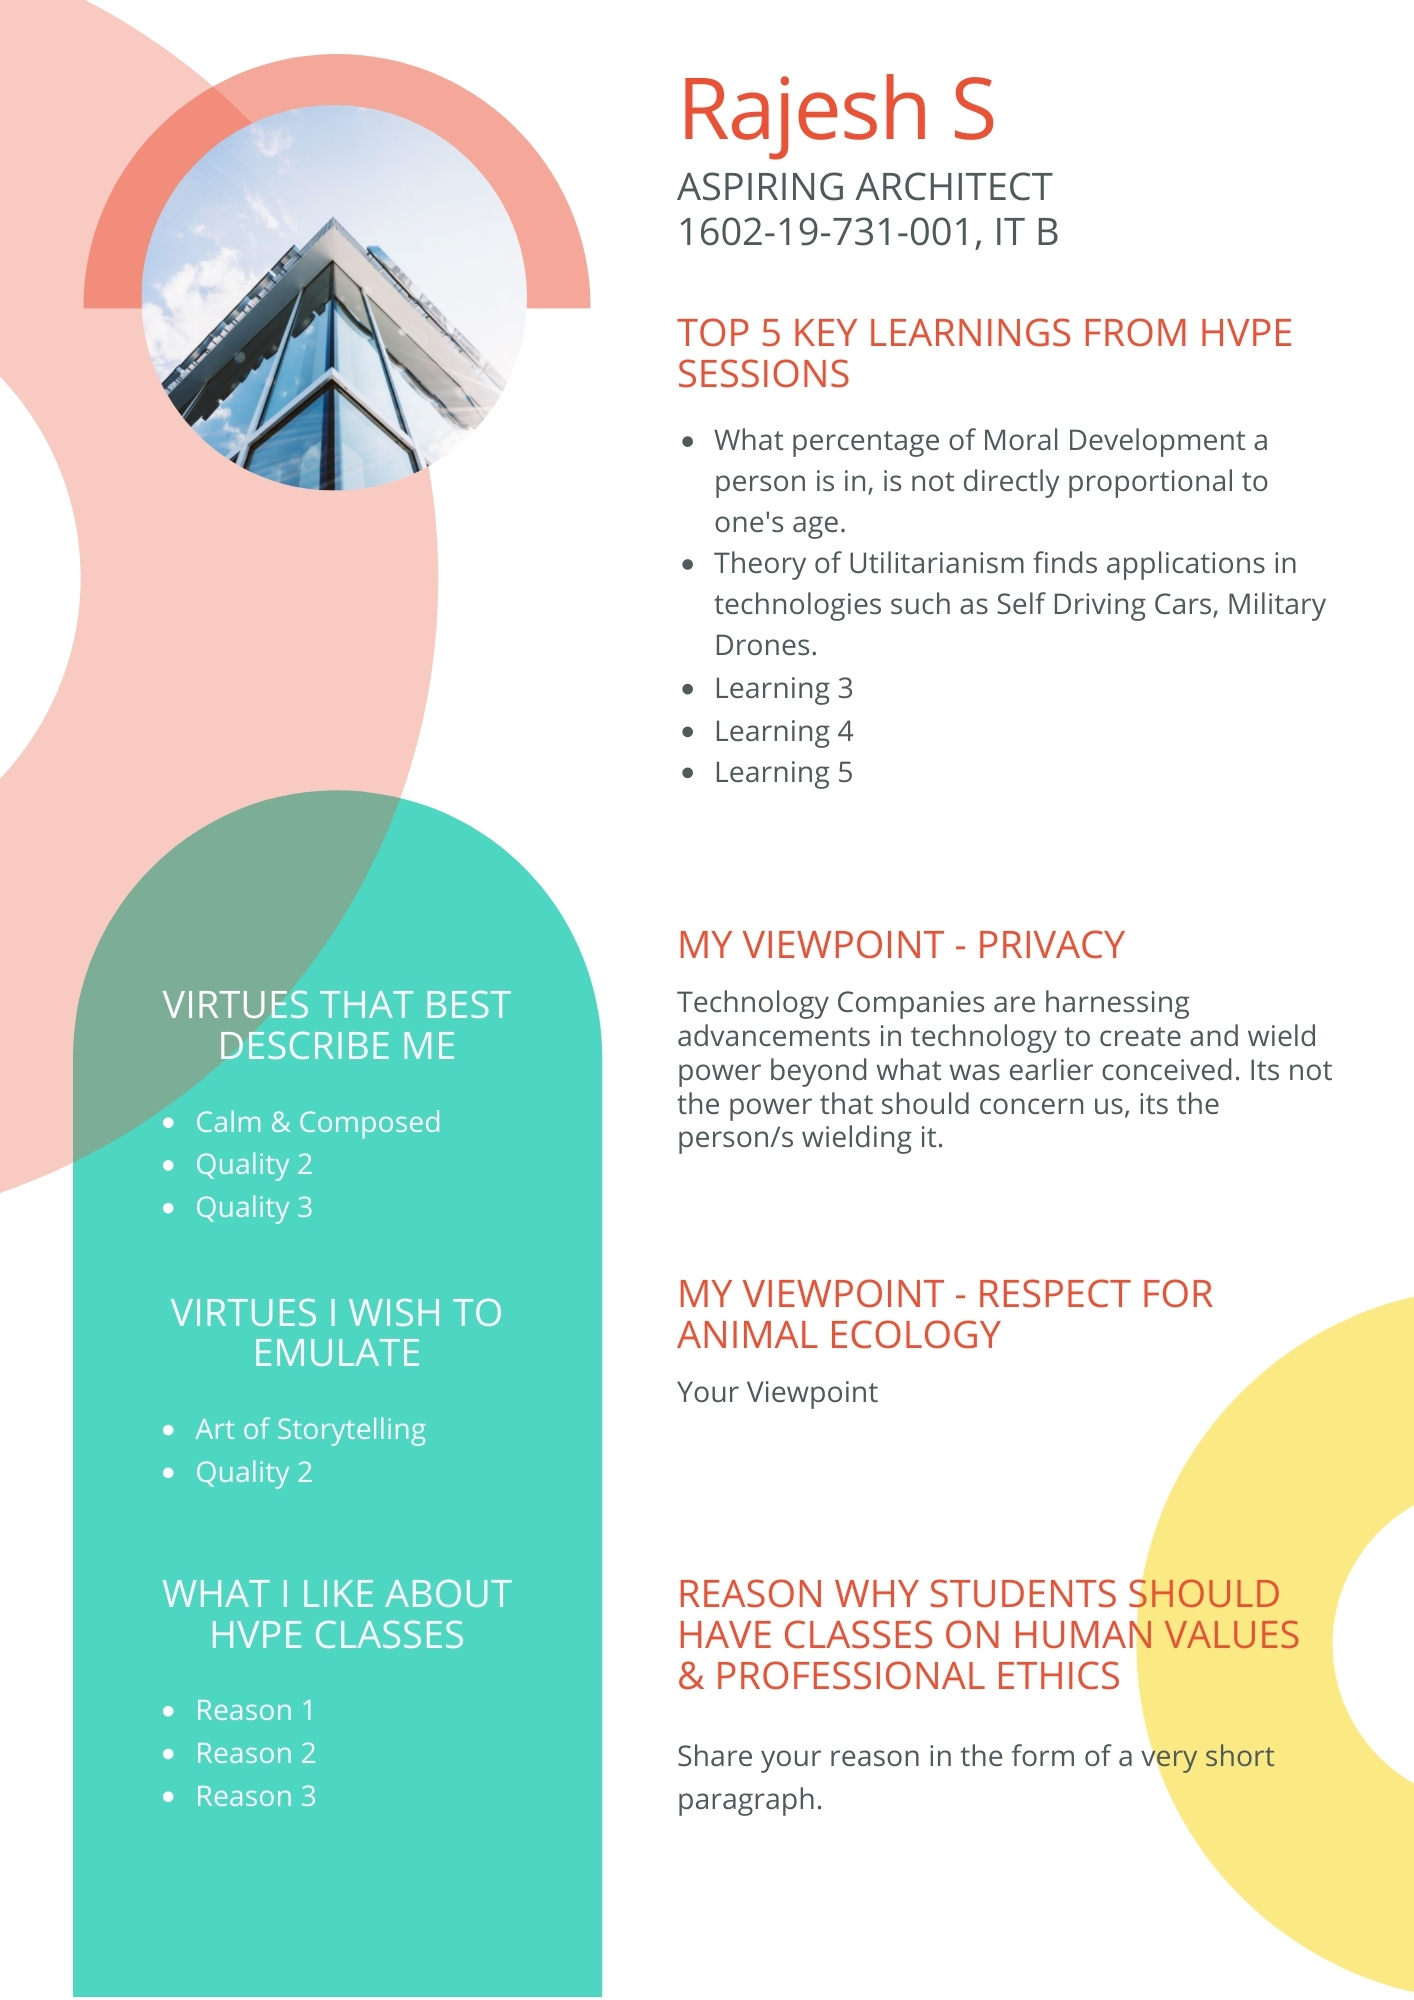 Rajesh S
ASPIRING ARCHITECT
1602-19-731-001, IT B
TOP 5 KEY LEARNINGS FROM HVPE
SESSIONS
• What percentage of Moral Development a
person is in, is not directly proportional to
one's age.
• Theory of Utilitarianism finds applications in
technologies such as Self Driving Cars, Military
Drones.
• Learning 3
• Learning 4
• Learning 5
MY VIEWPOINT - PRIVACY
Technology Companies are harnessing
advancements in technology to create and wield
power beyond what was earlier conceived. Its not
the power that should concern us, its the
person/s wielding it.
MY VIEWPOINT - RESPECT FOR
ANIMAL ECOLOGY
Your Viewpoint
REASON WHY STUDENTS SHOULD
HAVE CLASSES ON HUMAN VALUES
& PROFESSIONAL ETHICS
Share your reason in the form of a very short
paragraph.
VIRTUES THAT BEST
DESCRIBE ME
• Calm & Composed
• Quality 2
• Quality 3
VIRTUES I WISH TO
EMULATE
• Art of Storytelling
• Quality 2
WHAT I LIKE ABOUT
HVPE CLASSES
• Reason 1
• Reason 2
• Reason 3